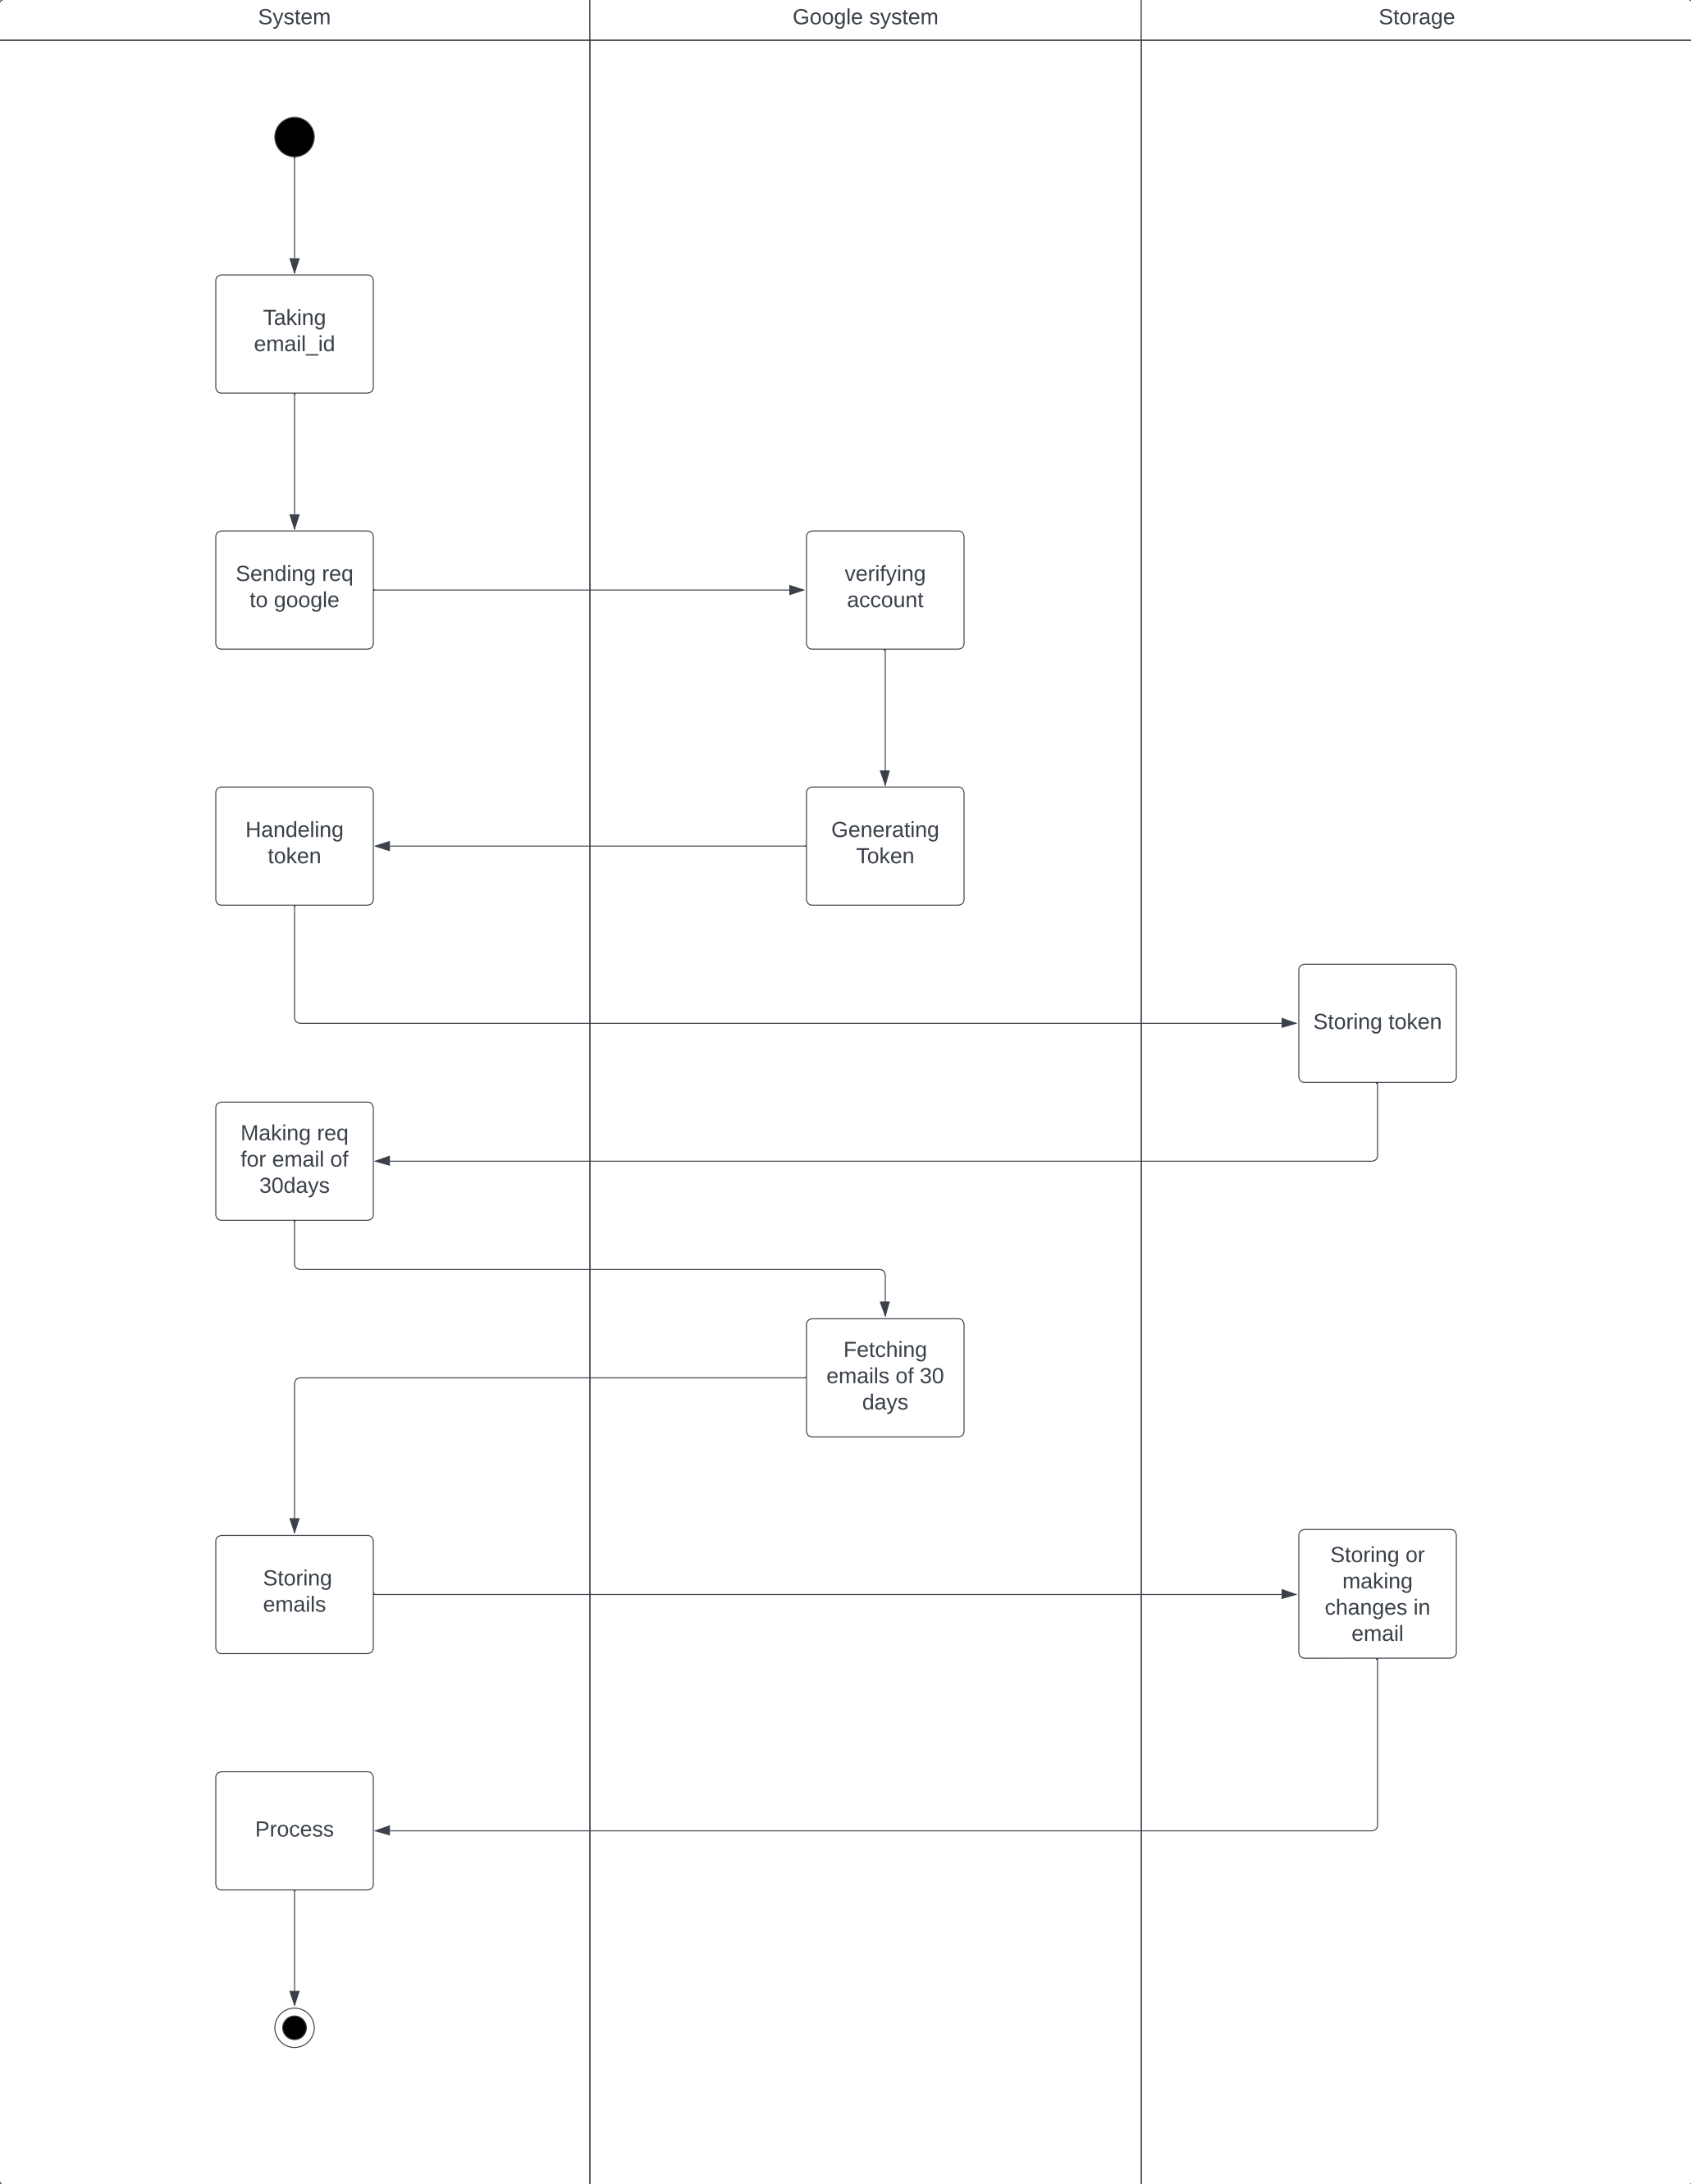 System
Google system
Storage
Taking
email_id
Sending req
to google
verifying
account
Handeling
token
Generating
Token
Storing token
Making req
for email of
30days
Fetching
emails of 30
days
Storing
emails
Storing or
making
changes in
email
Process